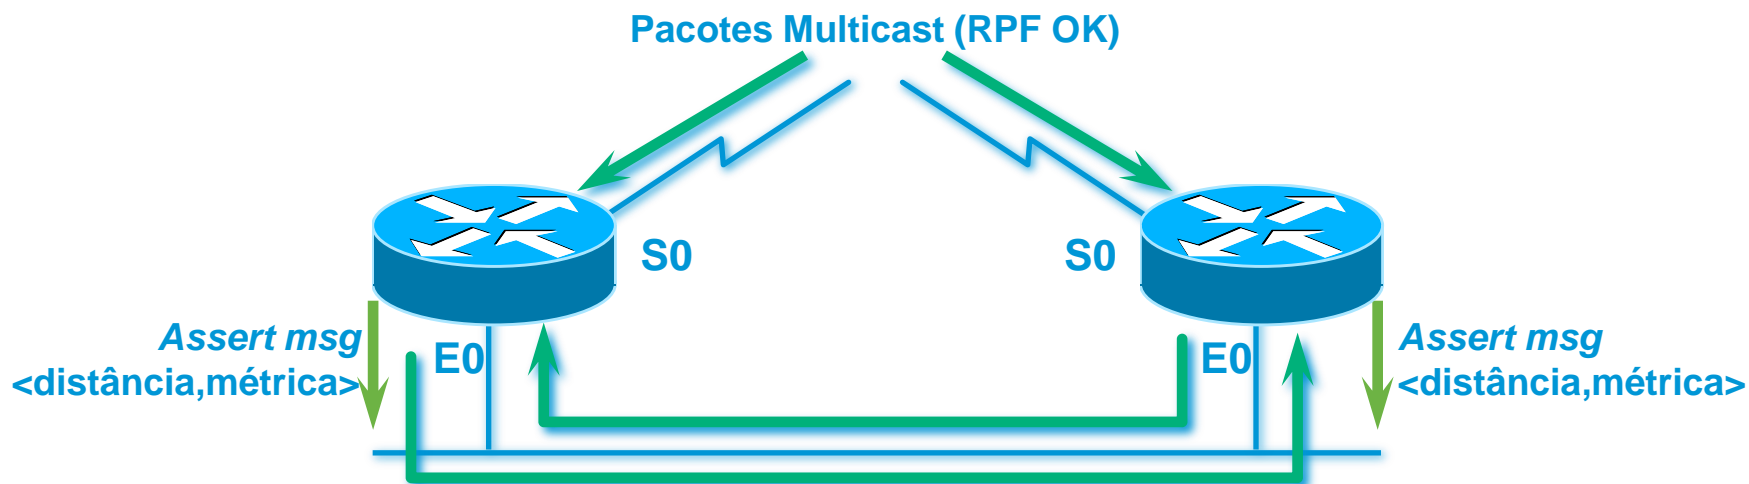 Pacotes Multicast (RPF OK)
S0
S0
Assert msg
<distância,métrica>
E0
E0
Assert msg
<distância,métrica>